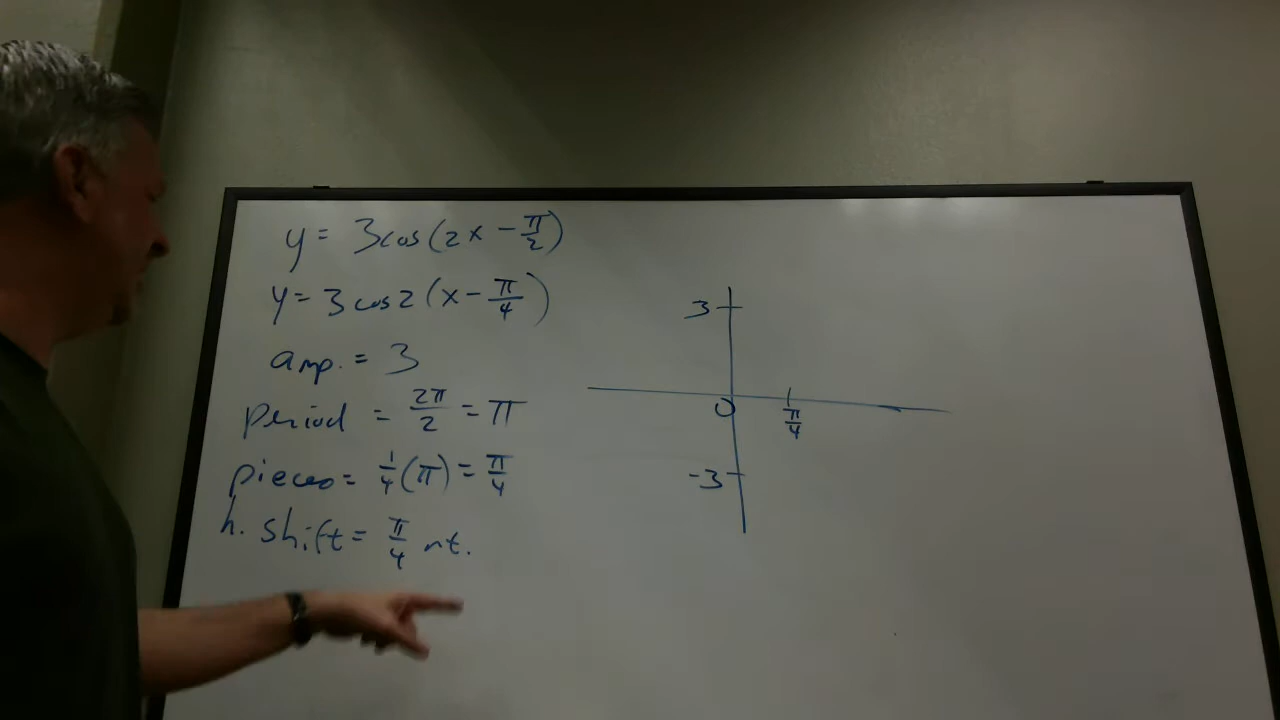 y = 3cos(2x - π/2)
y = 3cos2(x - π/4)
amp. = 3
period = 2π/2 = π
pieces = 1/4(π) = π/4
h. shift = π/4 rt.
3
0
π/4
-3